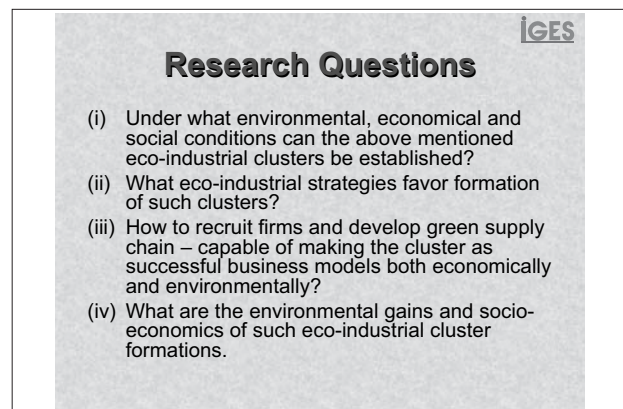 IGES
Research Questions
(i) Under what environmental, economical and
social conditions can the above mentioned
eco-industrial clusters be established?
(ii) What eco-industrial strategies favor formation
of such clusters?
(iii) How to recruit firms and develop green supply
chain – capable of making the cluster as
successful business models both economically
and environmentally?
(iv) What are the environmental gains and socio-
economics of such eco-industrial cluster
formations.